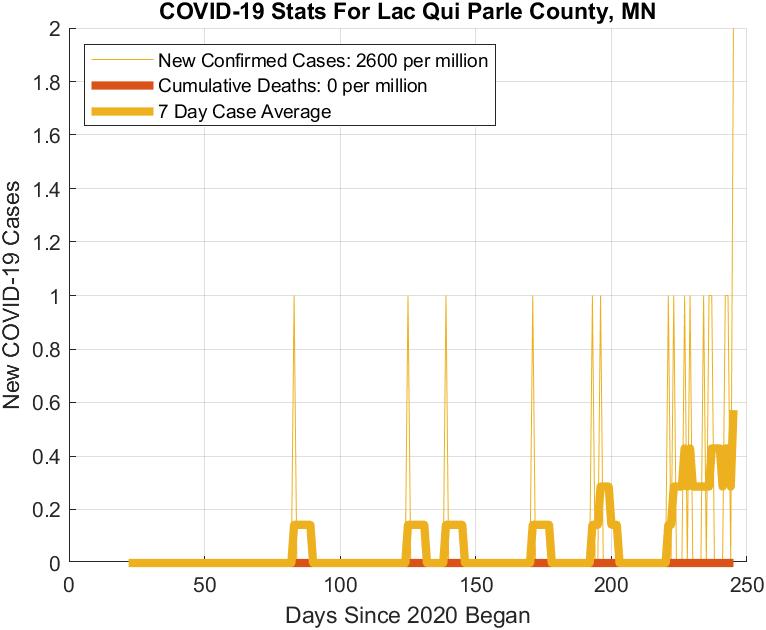 COVID-19 Stats For Lac Qui Parle County, MN
New Confirmed Cases: 2600 per million
Cumulative Deaths: 0 per million
7 Day Case Average
New COVID-19 Cases
2
1.8
1.6
1.4
1.2
1
0.8
0.6
0.4
0.2
0
0 50 100 150 200 250
Days Since 2020 Began